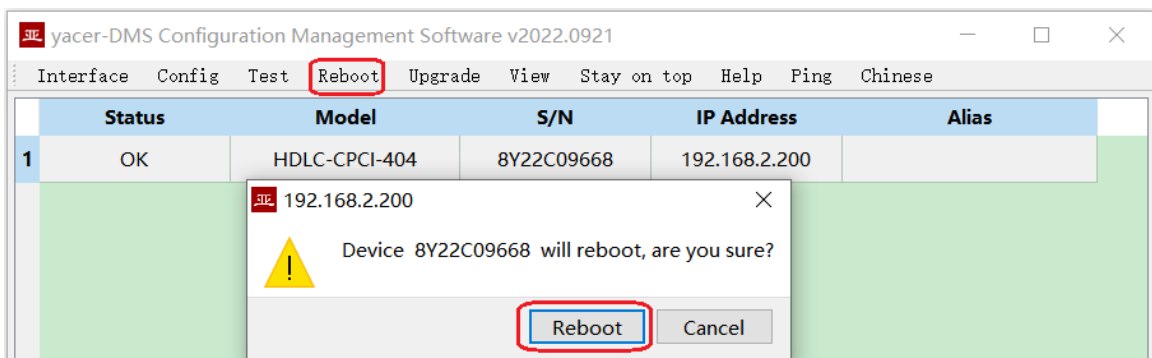 亚 yacer-DMS Configuration Management Software v2022.0921
Interface Config Test Reboot Upgrade View Stay on top Help Ping Chinese
Status Model S/N IP Address Alias
1 OK HDLC-CPCI-404 8Y22C09668 192.168.2.200
亚 192.168.2.200
Device 8Y22C09668 will reboot, are you sure?
Reboot Cancel